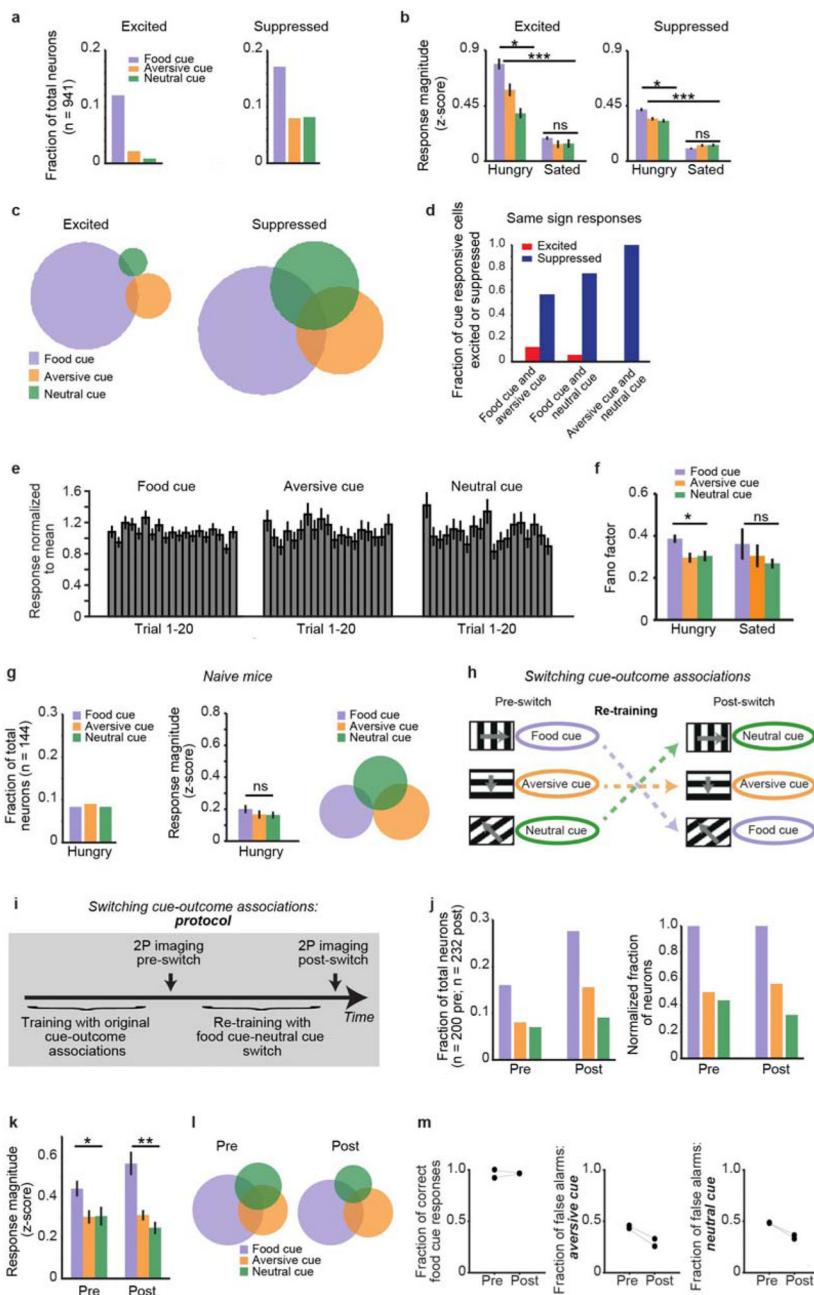 a
Excited
Suppressed
Fraction of total neurons
(n = 941)
0.2
0.1
0
Food cue
Aversive cue
Neutral cue
0.2
0.1
0
b
Excited
Suppressed
Response magnitude
(z-score)
0.9
0.45
0
*
***
ns
Hungry
Sated
0.9
0.45
0
*
***
ns
Hungry
Sated
c
Excited
Suppressed
Food cue
Aversive cue
Neutral cue
d
Same sign responses
Fraction of cue responsive cells
excited or suppressed
1.0
0.8
0.6
0.4
0.2
0
Excited
Suppressed
Food cue and
aversive cue
Food cue and
neutral cue
Aversive cue and
neutral cue
e
Food cue
Aversive cue
Neutral cue
Response normalized
to mean
1.6
1.2
0.8
0.4
0
Trial 1-20
Trial 1-20
Trial 1-20
f
Food cue
Aversive cue
Neutral cue
Fano factor
0.6
0.4
0.2
0
*
ns
Hungry
Sated
g
Naive mice
Fraction of total
neurons (n = 144)
0.3
0.2
0.1
0
Food cue
Aversive cue
Neutral cue
Hungry
Response magnitude
(z-score)
0.8
0.6
0.4
0.2
0
ns
Hungry
Food cue
Aversive cue
Neutral cue
h
Switching cue-outcome associations
Pre-switch
Re-training
Post-switch
Food cue
Neutral cue
Aversive cue
Aversive cue
Neutral cue
Food cue
i
Switching cue-outcome associations:
protocol
2P imaging
pre-switch
2P imaging
post-switch
Time
Training with original
cue-outcome
associations
Re-training with
food cue-neutral cue
switch
j
Fraction of total neurons
(n = 200 pre; n = 232 post)
0.3
0.2
0.1
0
Pre
Post
Normalized fraction
of neurons
1.0
0.8
0.6
0.4
0.2
0
Pre
Post
k
Response magnitude
(z-score)
0.6
0.4
0.2
0
*
**
Pre
Post
l
Pre
Post
Food cue
Aversive cue
Neutral cue
m
Fraction of correct
food cue responses
1.0
0.5
0
Pre
Post
Fraction of false alarms:
aversive cue
1.0
0.5
0
Pre
Post
Fraction of false alarms:
neutral cue
1.0
0.5
0
Pre
Post